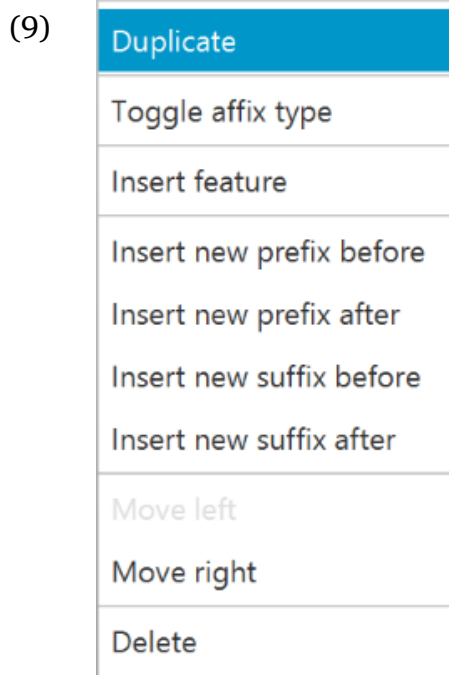 (9)
Duplicate
Toggle affix type
Insert feature
Insert new prefix before
Insert new prefix after
Insert new suffix before
Insert new suffix after
Move left
Move right
Delete